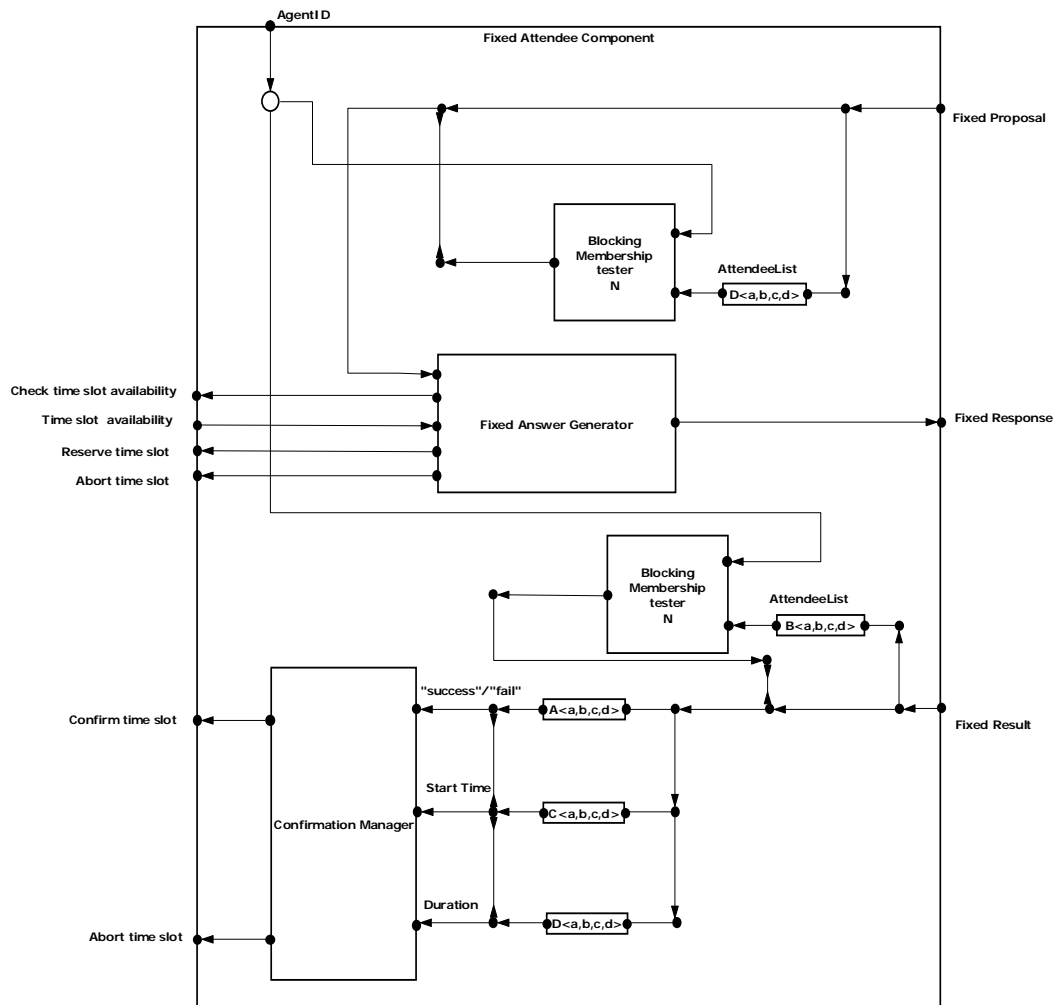 AgentID
Fixed Attendee Component
Fixed Proposal
Blocking
Membership
tester
N
AttendeeList
D<a,b,c,d>
Check time slot availability
Time slot availability
Reserve time slot
Abort time slot
Fixed Answer Generator
Fixed Response
Blocking
Membership
tester
N
AttendeeList
B<a,b,c,d>
"success"/"fail"
A<a,b,c,d>
Confirm time slot
Fixed Result
Start Time
C<a,b,c,d>
Confirmation Manager
Duration
D<a,b,c,d>
Abort time slot